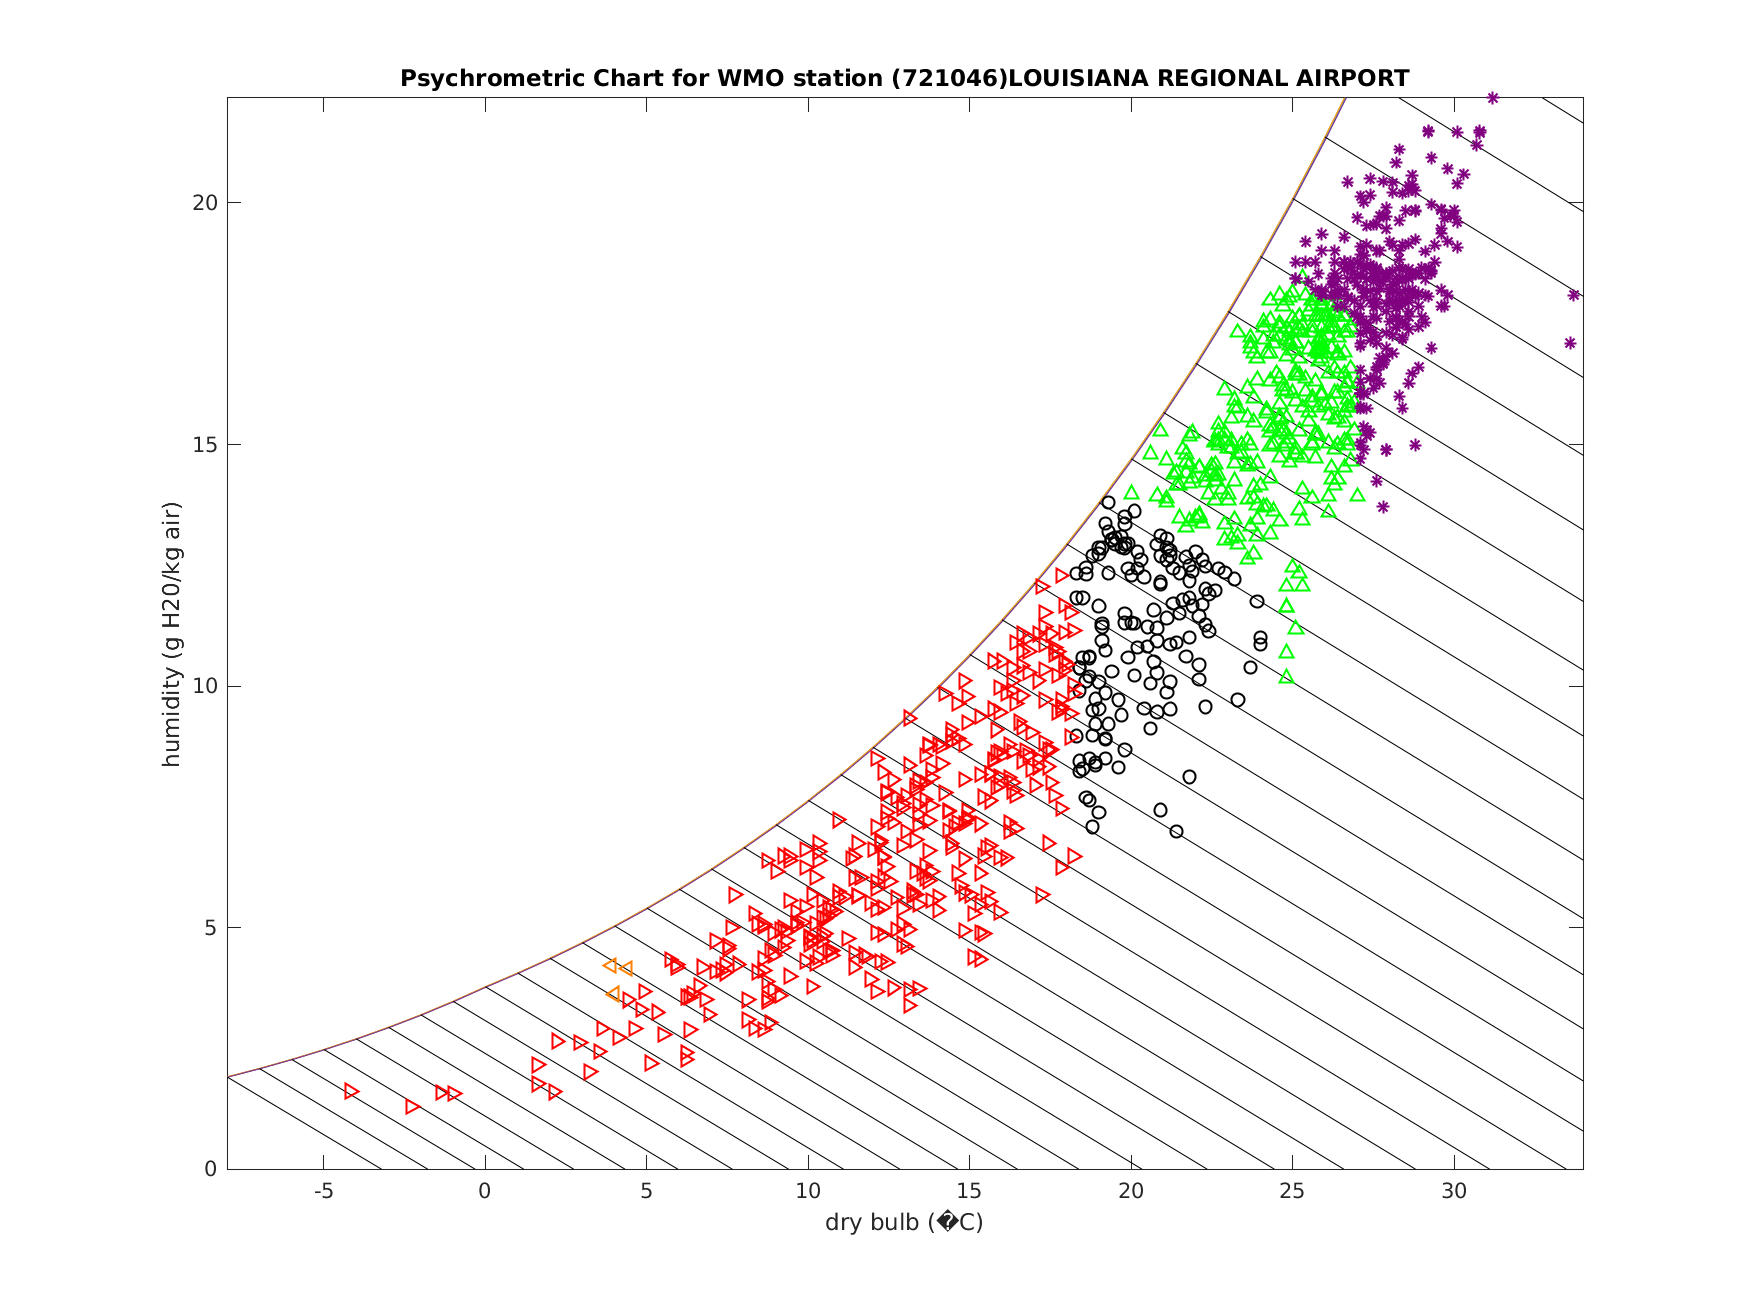 Psychrometric Chart for WMO station (721046)LOUISIANA REGIONAL AIRPORT
20
15
10
5
0
humidity (g H20/kg air)
-5 0 5 10 15 20 25 30
dry bulb (�C)